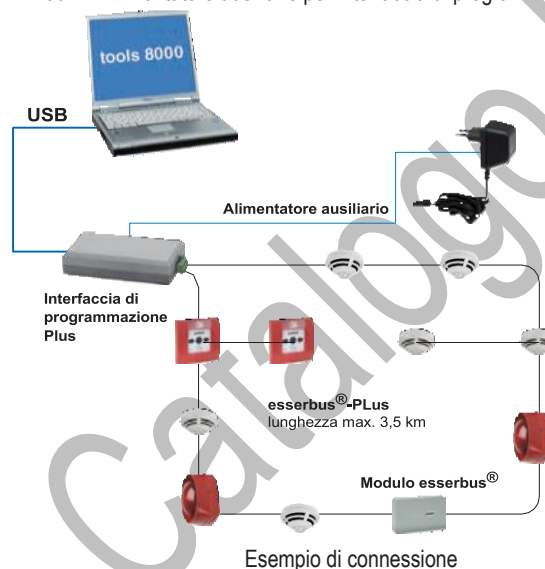 tools 8000
USB
Alimentatore ausiliario
Interfaccia di
programmazione
Plus
esserbus®-PLus
lunghezza max. 3,5 km
Modulo esserbus®
Esempio di connessione
Catalogo